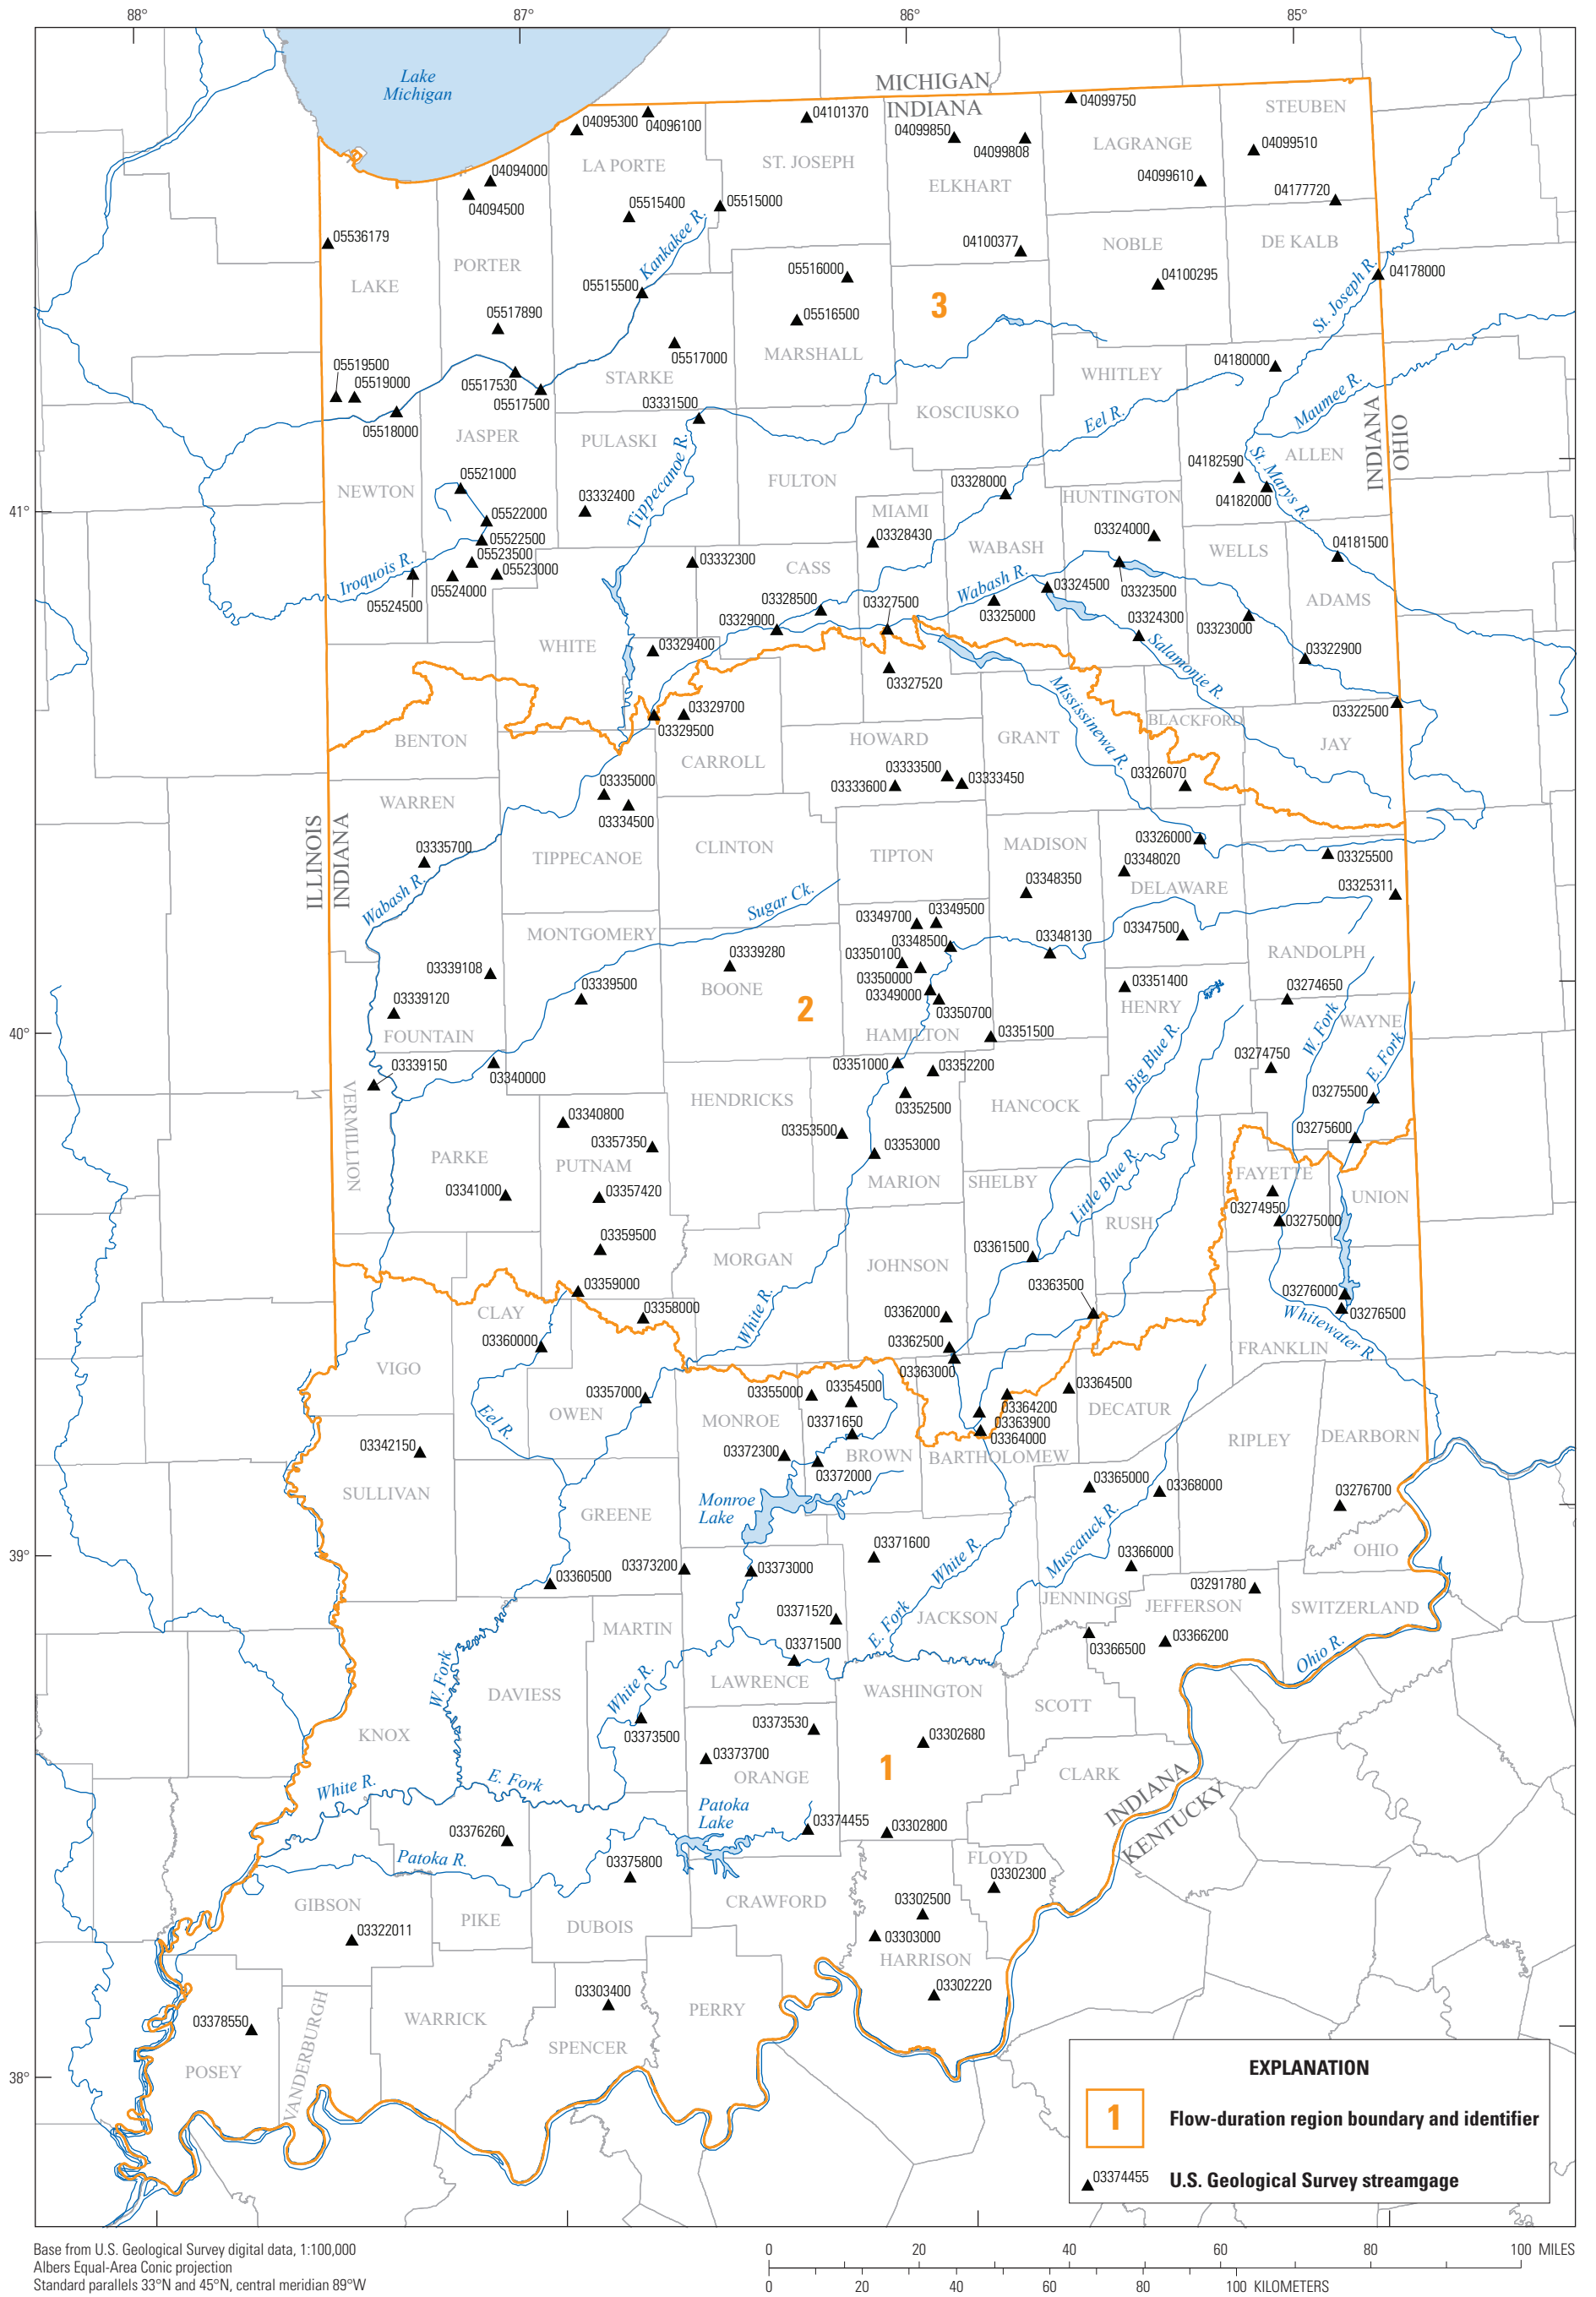 88°
87°
86°
85°
Lake
Michigan
MICHIGAN
INDIANA
04095300
04096100
04101370
04099750
STEUBEN
04099850
04099808
LAGRANGE
04099510
LA PORTE
ST. JOSEPH
ELKHART
04094000
04094500
04099610
04177720
05515400
05515000
05536179
Kankakee R.
04100377
NOBLE
DE KALB
PORTER
LAKE
05515500
05516000
04100295
04178000
St. Joseph R.
3
05517890
05516500
05517000
MARSHALL
05519500
05519000
05517530
05517500
STARKE
04180000
WHITLEY
Maumee R.
03331500
KOSCIUSKO
Eel R.
05518000
JASPER
PULASKI
INDIANA
OHIO
ALLEN
Tippecanoe R.
FULTON
04182590
St. Marys R.
04182000
05521000
NEWTON
03332400
03328000
HUNTINGTON
MIAMI
41°
05522000
05522500
03328430
03324000
WABASH
WELLS
04181500
05523500
05523000
Iroquois R.
05524000
05524500
03332300
CASS
Wabash R.
03324500
03323500
03328500
03327500
03325000
03324300
03323000
ADAMS
03329000
WHITE
03329400
Salamonie R.
03322900
03327520
Mississinewa R.
03329700
03329500
BLACKFORD
03322500
BENTON
HOWARD
GRANT
JAY
CARROLL
03335000
03333500
03333450
03333600
03326070
WARREN
03334500
ILLINOIS
INDIANA
03335700
TIPPECANOE
CLINTON
TIPTON
MADISON
03326000
03348020
03325500
03348350
DELAWARE
03325311
Wabash R.
Sugar Ck.
03349700
03349500
MONTGOMERY
03348500
03348130
03347500
RANDOLPH
03339280
03350100
03350000
03339108
03339500
BOONE
03349000
03351400
03274650
03339120
2
03350700
HENRY
W. Fork
WAYNE
40°
FOUNTAIN
HAMILTON
03351500
Big Blue R.
E. Fork
03339150
03340000
03351000
03352200
03274750
VERMILLION
HENDRICKS
03352500
HANCOCK
03275500
03340800
03353500
03275600
03357350
03353000
PARKE
PUTNAM
Little Blue R.
FAYETTE
MARION
SHELBY
UNION
03341000
03357420
03274950
03275000
RUSH
03359500
MORGAN
JOHNSON
03361500
03359000
03363500
03276000
03358000
CLAY
White R.
03362000
Whitewater R.
03276500
03360000
03362500
FRANKLIN
VIGO
03363000
03357000
03355000
03354500
03364500
OWEN
MONROE
03364200
DECATUR
Eel R.
03371650
03363900
03364000
RIPLEY
DEARBORN
03342150
03372300
BROWN
BARTHOLOMEW
03372000
SULLIVAN
03365000
03368000
03276700
Monroe
Lake
GREENE
Muscatuck R.
39°
03371600
White R.
OHIO
03360500
03373200
03373000
03366000
03291780
JENNINGS
JEFFERSON
SWITZERLAND
03371520
E. Fork
JACKSON
MARTIN
03366500
03366200
03371500
Ohio R.
W. Fork
White R.
LAWRENCE
WASHINGTON
DAVIESS
SCOTT
KNOX
03373500
03373530
03302680
03373700
1
CLARK
ORANGE
INDIANA
KENTUCKY
White R.
E. Fork
Patoka
Lake
03374455
03302800
03376260
Patoka R.
03375800
FLOYD
03302300
GIBSON
CRAWFORD
03302500
PIKE
DUBOIS
03322011
03303000
HARRISON
03303400
03302220
PERRY
WARRICK
03378550
SPENCER
POSEY
VANDERBURGH
38°
EXPLANATION
1
Flow-duration region boundary and identifier
03374455
U.S. Geological Survey streamgage
Base from U.S. Geological Survey digital data, 1:100,000
Albers Equal-Area Conic projection
Standard parallels 33°N and 45°N, central meridian 89°W
0 20 40 60 80 100 MILES
0 20 40 60 80 100 KILOMETERS